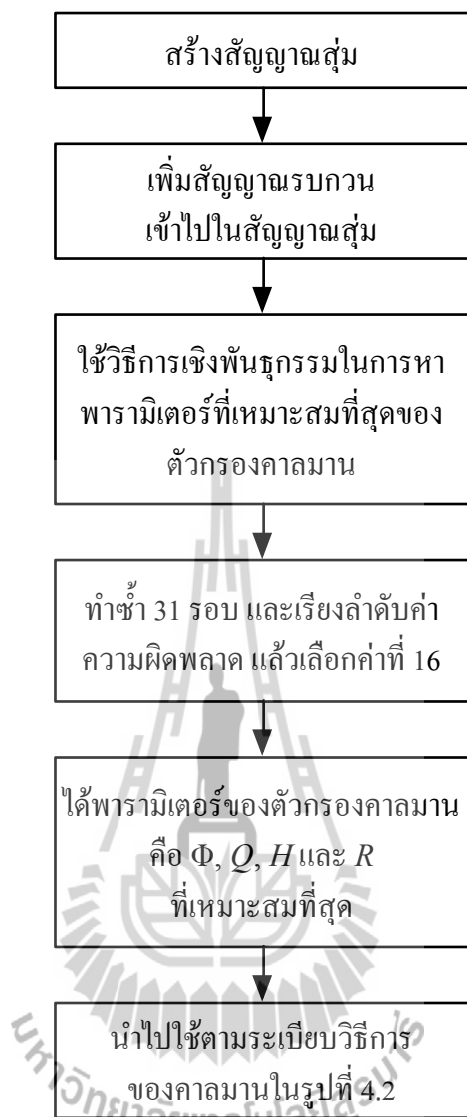 สร้างสัญญาณสุ่ม
เพิ่มสัญญาณรบกวน
เข้าไปในสัญญาณสุ่ม
ใช้วิธีการเชิงพันธุกรรมในการหา
พารามิเตอร์ที่เหมาะสมที่สุดของ
ตัวกรองคาลมาน
ทำซ้ำ 31 รอบ และเรียงลำดับค่า
ความผิดพลาด แล้วเลือกค่าที่ 16
ได้พารามิเตอร์ของตัวกรองคาลมาน
คือ Φ, Q, H และ R
ที่เหมาะสมที่สุด
นำไปใช้ตามระเบียบวิธีการ
ของคาลมานในรูปที่ 4.2